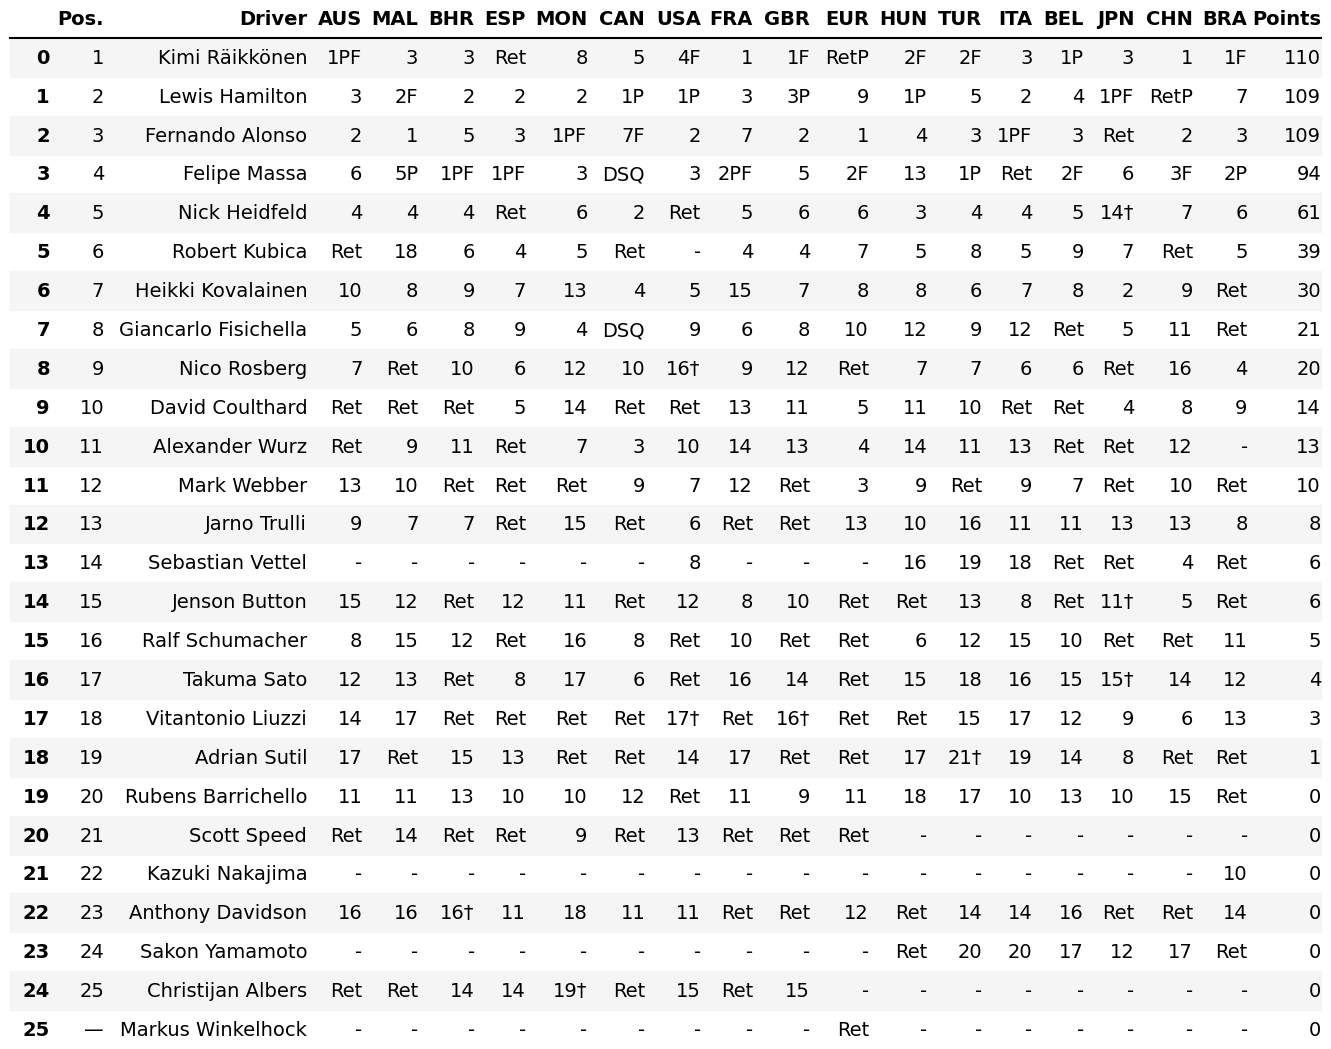 Pos. Driver AUS MAL BHR ESP MON CAN USA FRA GBR EUR HUN TUR ITA BEL JPN CHN BRA Points
0 1 Kimi Räikkönen 1PF 3 3 Ret 8 5 4F 1 1F RetP 2F 2F 3 1P 3 1 1F 110
1 2 Lewis Hamilton 3 2F 2 2 2 1P 1P 3 3P 9 1P 5 2 4 1PF RetP 7 109
2 3 Fernando Alonso 2 1 5 3 1PF 7F 2 7 2 1 4 3 1PF 3 Ret 2 3 109
3 4 Felipe Massa 6 5P 1PF 1PF 3 DSQ 3 2PF 5 2F 13 1P Ret 2F 6 3F 2P 94
4 5 Nick Heidfeld 4 4 4 Ret 6 2 Ret 5 6 6 3 4 4 5 14† 7 6 61
5 6 Robert Kubica Ret 18 6 4 5 Ret - 4 4 7 5 8 5 9 7 Ret 5 39
6 7 Heikki Kovalainen 10 8 9 7 13 4 5 15 7 8 8 6 7 8 2 9 Ret 30
7 8 Giancarlo Fisichella 5 6 8 9 4 DSQ 9 6 8 10 12 9 12 Ret 5 11 Ret 21
8 9 Nico Rosberg 7 Ret 10 6 12 10 16† 9 12 Ret 7 7 6 6 Ret 16 4 20
9 10 David Coulthard Ret Ret Ret 5 14 Ret Ret 13 11 5 11 10 Ret Ret 4 8 9 14
10 11 Alexander Wurz Ret 9 11 Ret 7 3 10 14 13 4 14 11 13 Ret Ret 12 - 13
11 12 Mark Webber 13 10 Ret Ret Ret 9 7 12 Ret 3 9 Ret 9 7 Ret 10 Ret 10
12 13 Jarno Trulli 9 7 7 Ret 15 Ret 6 Ret Ret 13 10 16 11 11 13 13 8 8
13 14 Sebastian Vettel - - - - - - 8 - - - 16 19 18 Ret Ret 4 Ret 6
14 15 Jenson Button 15 12 Ret 12 11 Ret 12 8 10 Ret Ret 13 8 Ret 11† 5 Ret 6
15 16 Ralf Schumacher 8 15 12 Ret 16 8 Ret 10 Ret Ret 6 12 15 10 Ret Ret 11 5
16 17 Takuma Sato 12 13 Ret 8 17 6 Ret 16 14 Ret 15 18 16 15 15† 14 12 4
17 18 Vitantonio Liuzzi 14 17 Ret Ret Ret Ret 17† Ret 16† Ret Ret 15 17 12 9 6 13 3
18 19 Adrian Sutil 17 Ret 15 13 Ret Ret 14 17 Ret Ret 17 21† 19 14 8 Ret Ret 1
19 20 Rubens Barrichello 11 11 13 10 10 12 Ret 11 9 11 18 17 10 13 10 15 Ret 0
20 21 Scott Speed Ret 14 Ret Ret 9 Ret 13 Ret Ret Ret - - - - - - - 0
21 22 Kazuki Nakajima - - - - - - - - - - - - - - - - 10 0
22 23 Anthony Davidson 16 16 16† 11 18 11 11 Ret Ret 12 Ret 14 14 16 Ret Ret 14 0
23 24 Sakon Yamamoto - - - - - - - - - - Ret 20 20 17 12 17 Ret 0
24 25 Christijan Albers Ret Ret 14 14 19† Ret 15 Ret 15 - - - - - - - - 0
25 — Markus Winkelhock - - - - - - - - - Ret - - - - - - - 0